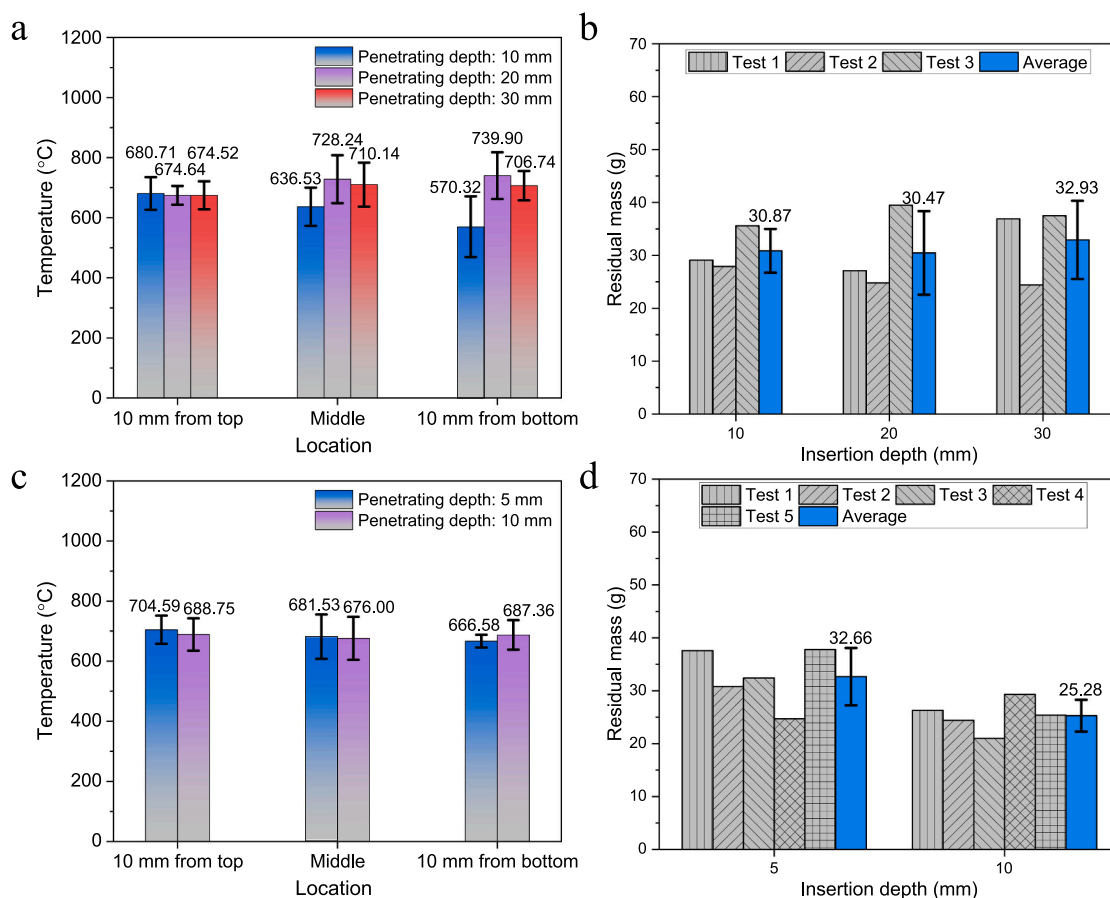 a
1200
1000
800
600
400
200
0
Temperature (°C)
Penetrating depth: 10 mm
Penetrating depth: 20 mm
Penetrating depth: 30 mm
680.71
674.64
674.52
636.53
728.24
710.14
570.32
739.90
706.74
10 mm from top
Middle
10 mm from bottom
Location
b
70
60
50
40
30
20
10
0
Residual mass (g)
Test 1 Test 2 Test 3 Average
30.87
30.47
32.93
10
20
30
Insertion depth (mm)
c
1200
1000
800
600
400
200
0
Temperature (°C)
Penetrating depth: 5 mm
Penetrating depth: 10 mm
704.59
688.75
681.53
676.00
666.58
687.36
10 mm from top
Middle
10 mm from bottom
Location
d
70
60
50
40
30
20
10
0
Residual mass (g)
Test 1 Test 2 Test 3 Test 4
Test 5 Average
32.66
25.28
5
10
Insertion depth (mm)